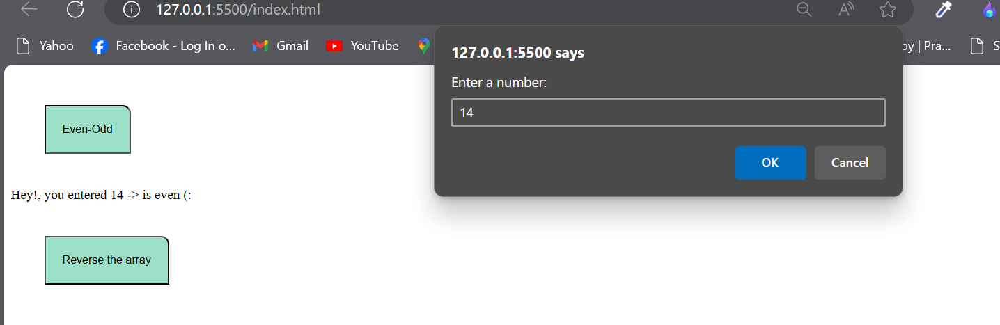 127.0.0.1:5500/index.html
Yahoo Facebook - Log In o... Gmail YouTube by | Pra... S
127.0.0.1:5500 says
Enter a number:
14
OK Cancel
Even-Odd
Hey!, you entered 14 -> is even (:
Reverse the array